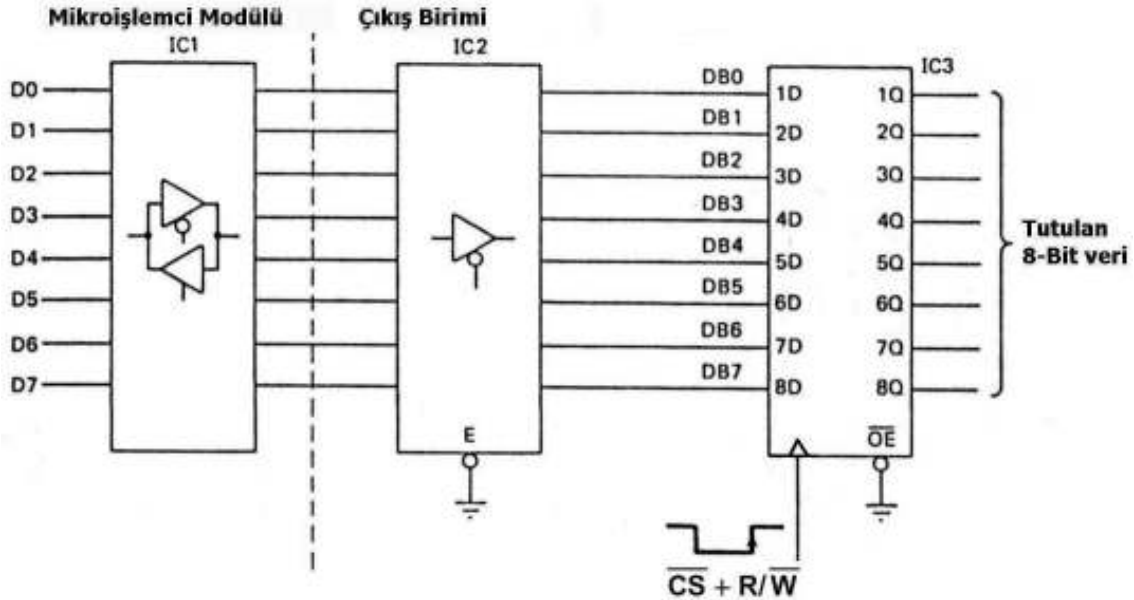 Mikroişlemci Modülü
Çıkış Birimi
IC1
IC2
IC3
D0
D1
D2
D3
D4
D5
D6
D7
E
DB0
DB1
DB2
DB3
DB4
DB5
DB6
DB7
1D
2D
3D
4D
5D
6D
7D
8D
1Q
2Q
3Q
4Q
5Q
6Q
7Q
8Q
O̅E̅
Tutulan
8-Bit veri
C̅S̅ + R/W̅